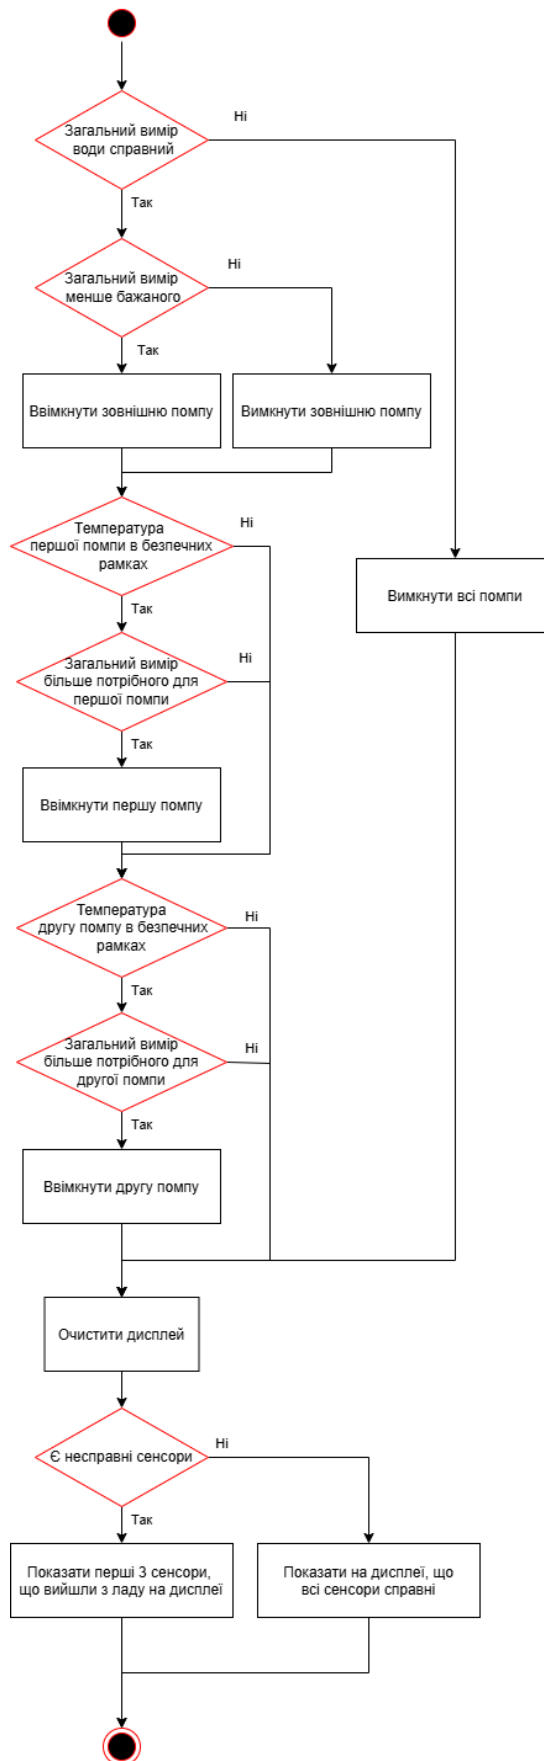 Загальний вимір
води справний
Ні
Так
Загальний вимір
менше бажаного
Ні
Так
Ввімкнути зовнішню помпу
Вимкнути зовнішню помпу
Температура
першої помпи в безпечних
рамках
Ні
Вимкнути всі помпи
Так
Загальний вимір
більше потрібного для
першої помпи
Ні
Так
Ввімкнути першу помпу
Температура
другу помпу в безпечних
рамках
Ні
Так
Загальний вимір
більше потрібного для
другої помпи
Ні
Так
Ввімкнути другу помпу
Очистити дисплей
Є несправні сенсори
Ні
Так
Показати перші 3 сенсори,
що вийшли з ладу на дисплеї
Показати на дисплеї, що
всі сенсори справні